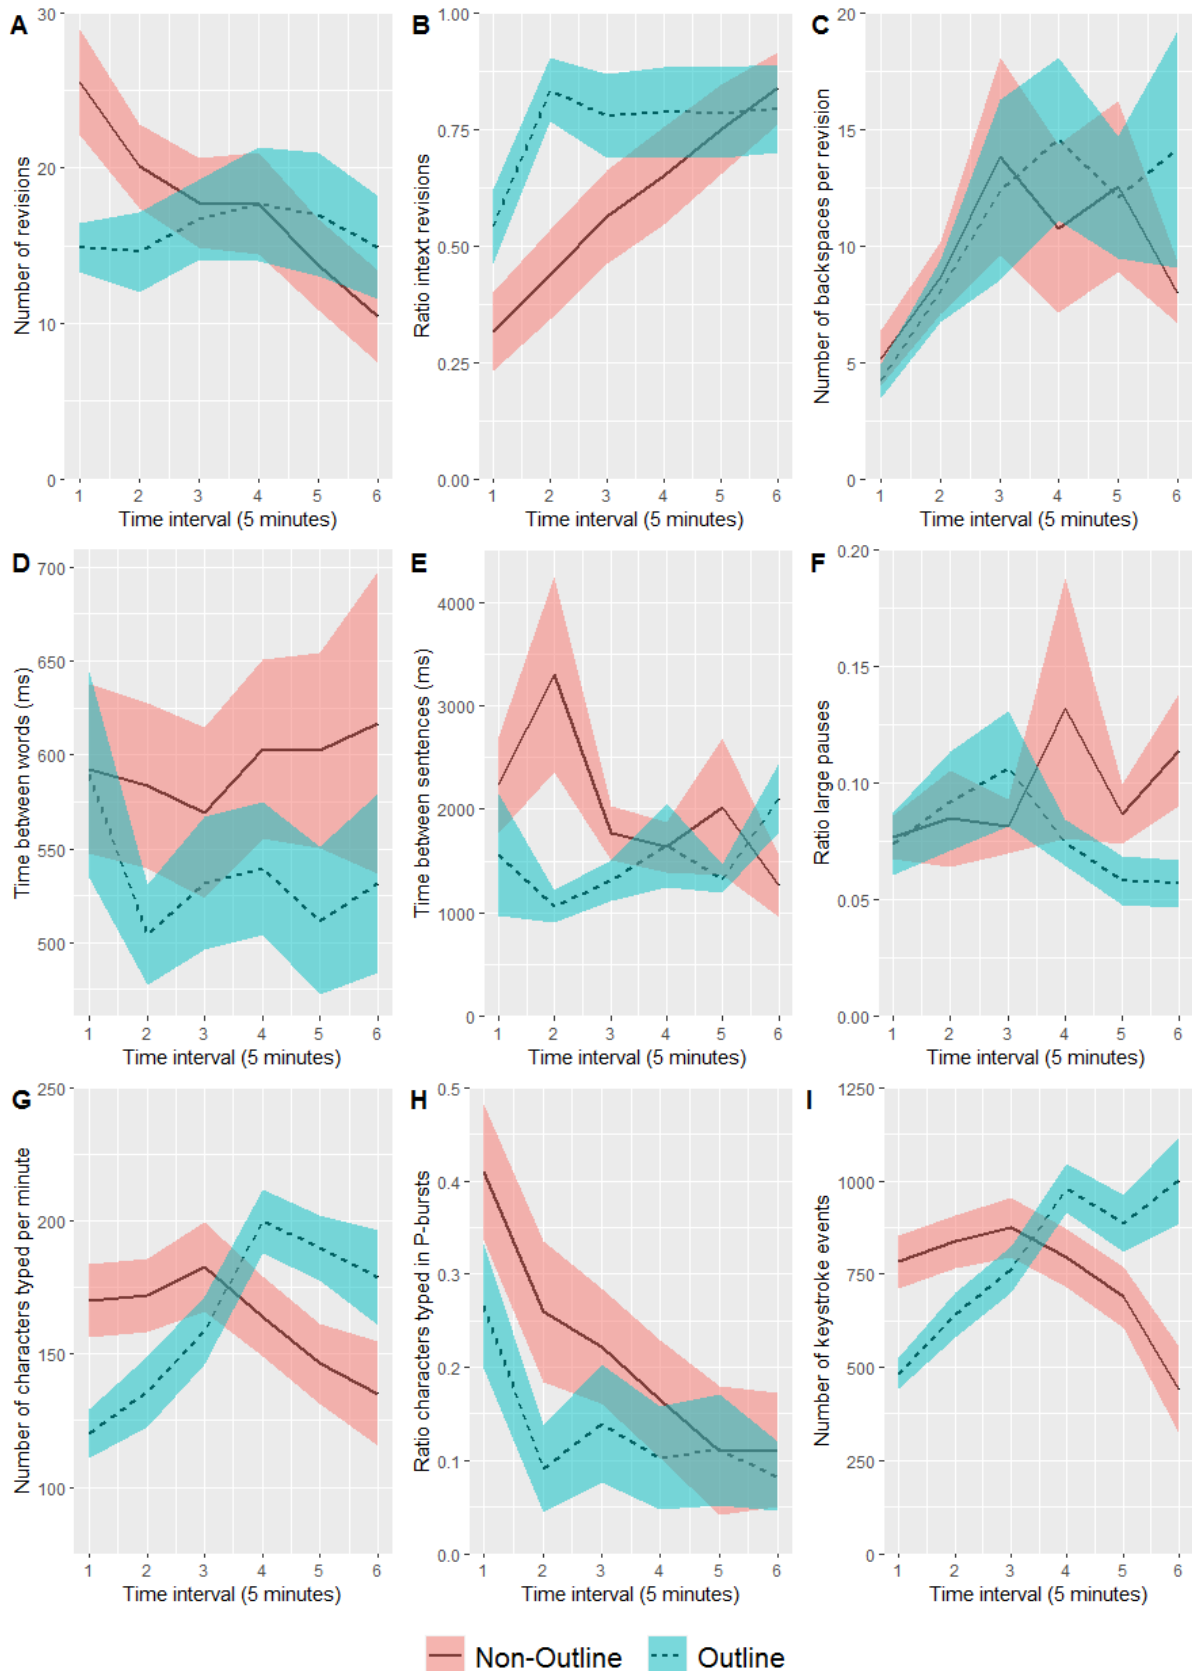 A
Number of revisions
30
20
10
0
1 2 3 4 5 6
Time interval (5 minutes)
B
Ratio intext revisions
1.00
0.75
0.50
0.25
0.00
1 2 3 4 5 6
Time interval (5 minutes)
C
Number of backspaces per revision
20
15
10
5
0
1 2 3 4 5 6
Time interval (5 minutes)
D
Time between words (ms)
700
650
600
550
500
1 2 3 4 5 6
Time interval (5 minutes)
E
Time between sentences (ms)
4000
3000
2000
1000
0
1 2 3 4 5 6
Time interval (5 minutes)
F
Ratio large pauses
0.20
0.15
0.10
0.05
0.00
1 2 3 4 5 6
Time interval (5 minutes)
G
Number of characters typed per minute
250
200
150
100
1 2 3 4 5 6
Time interval (5 minutes)
H
Ratio characters typed in P-bursts
0.5
0.4
0.3
0.2
0.1
0.0
1 2 3 4 5 6
Time interval (5 minutes)
I
Number of keystroke events
1250
1000
750
500
250
0
1 2 3 4 5 6
Time interval (5 minutes)
Non-Outline Outline